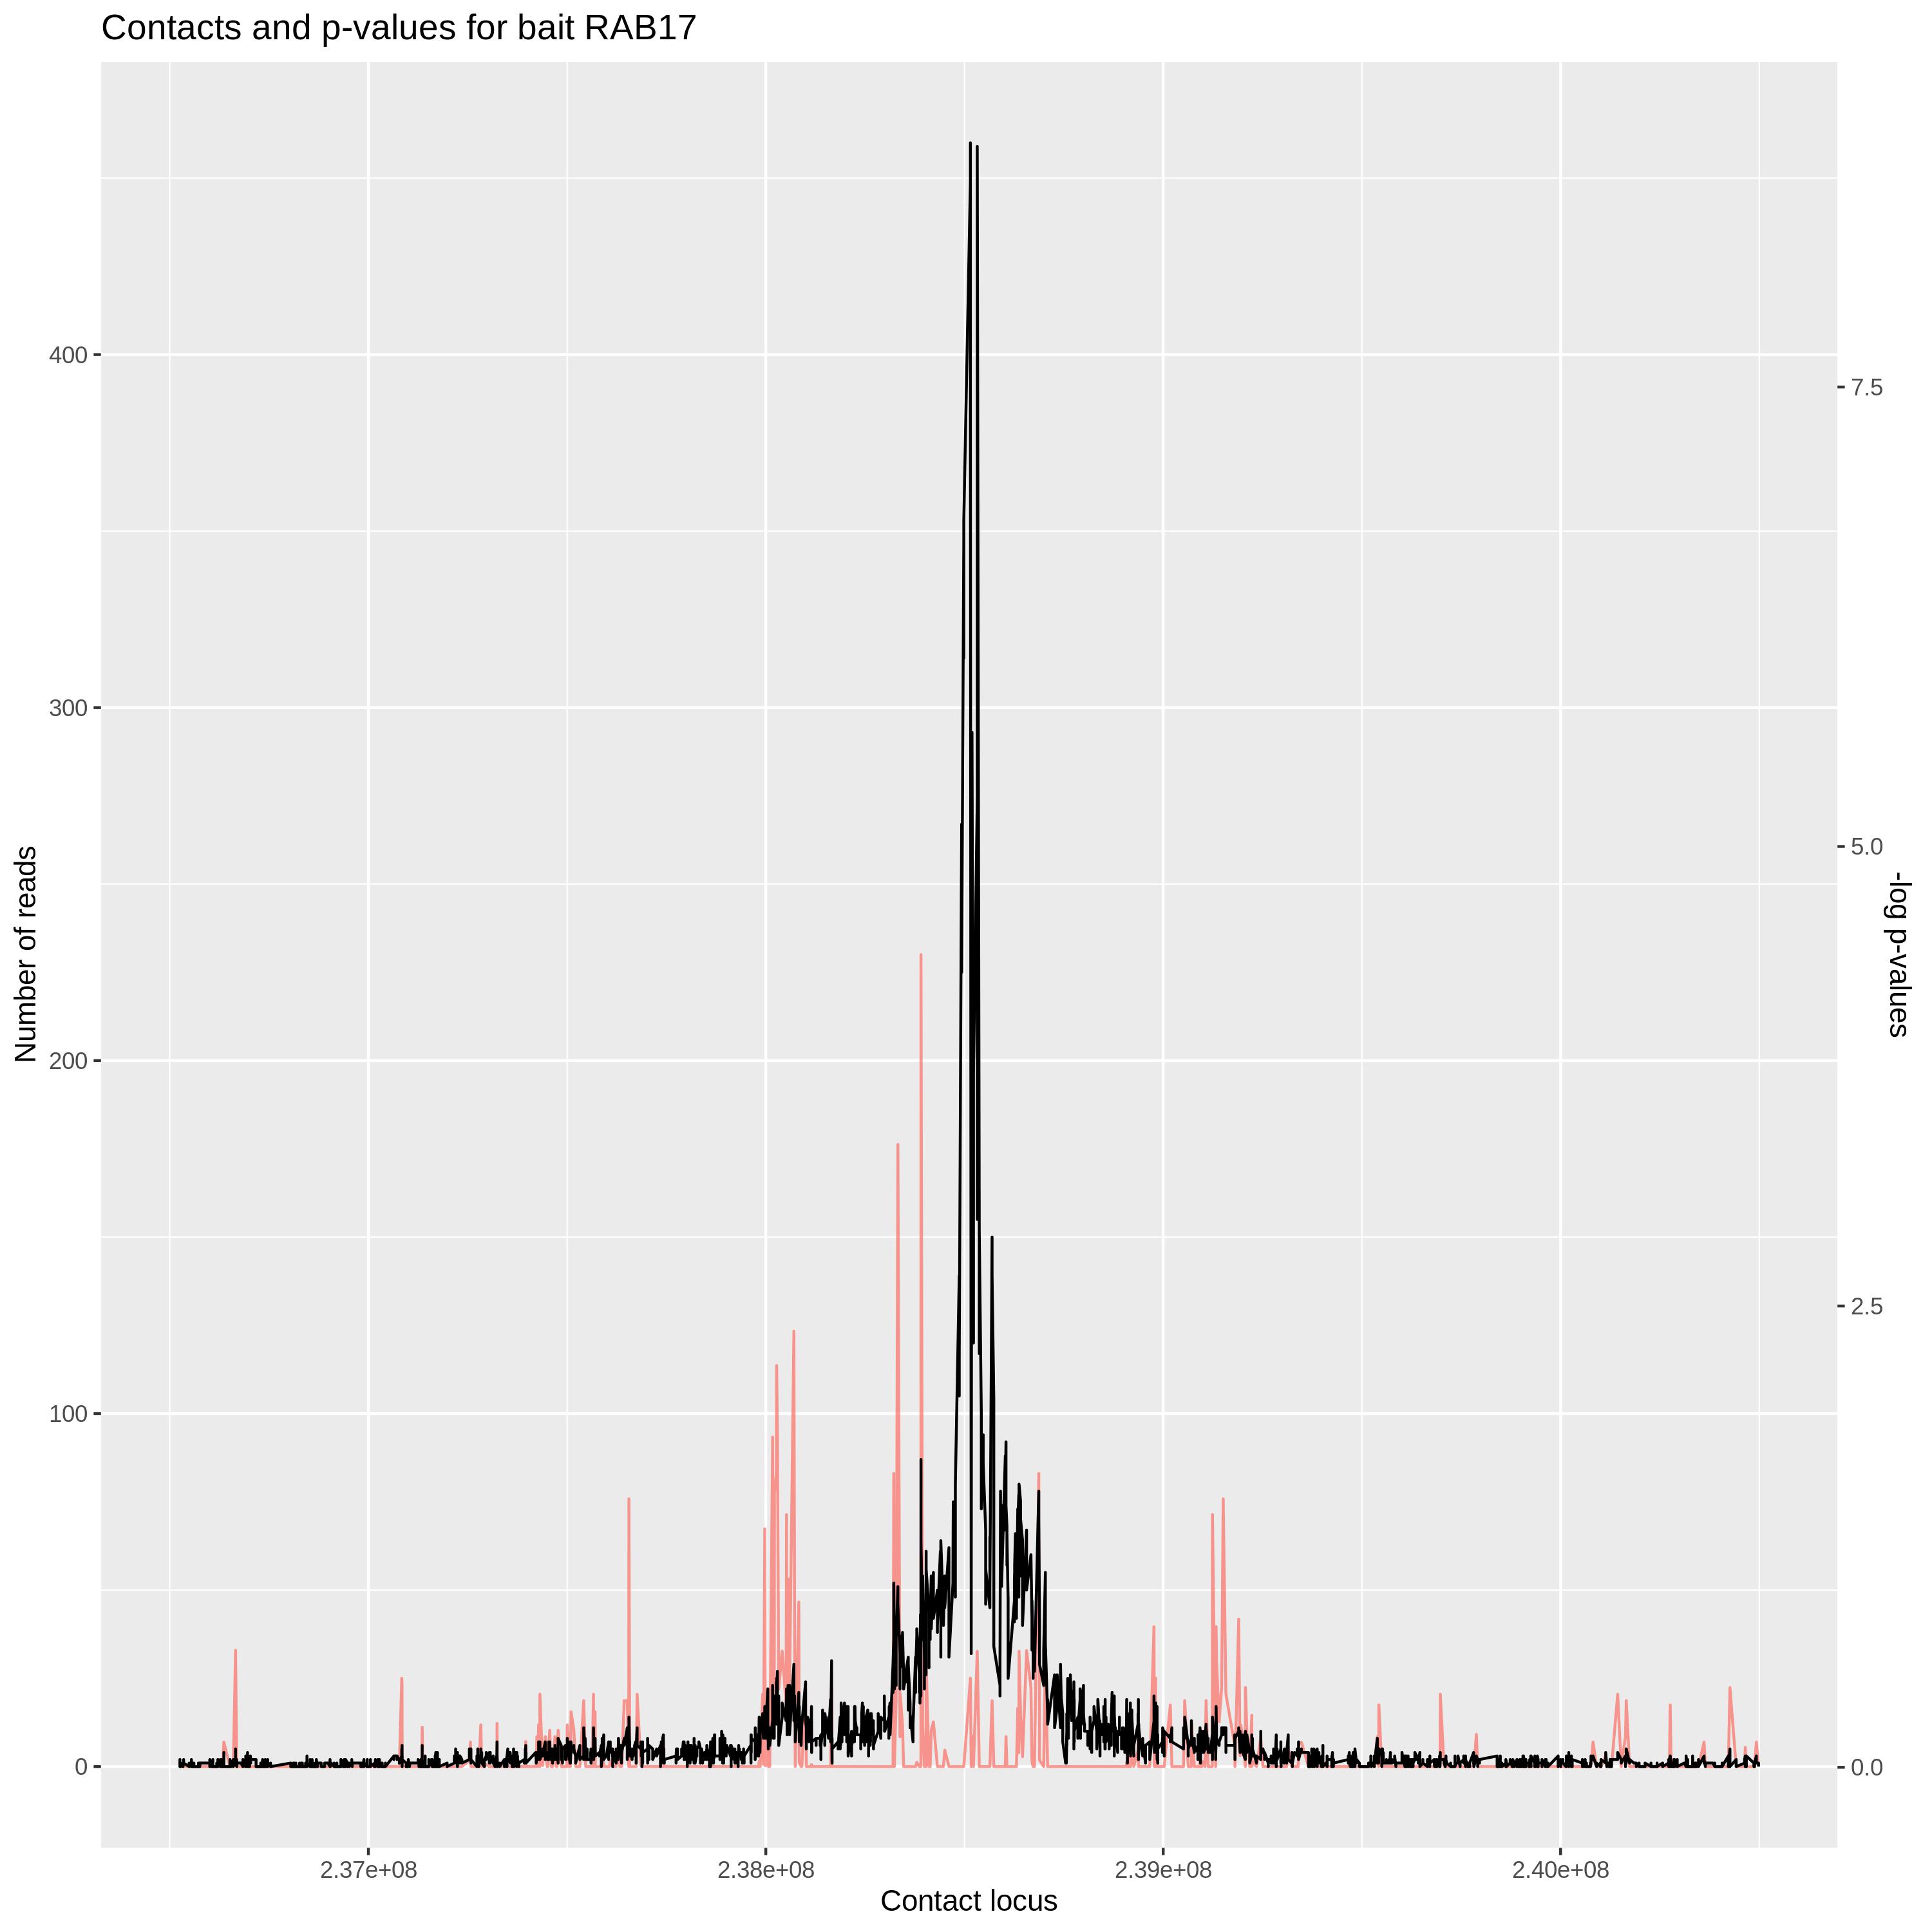 Contacts and p-values for bait RAB17
400
300
200
100
0
Number of reads
7.5
5.0
2.5
0.0
-log p-values
2.37e+08
2.38e+08
2.39e+08
2.40e+08
Contact locus